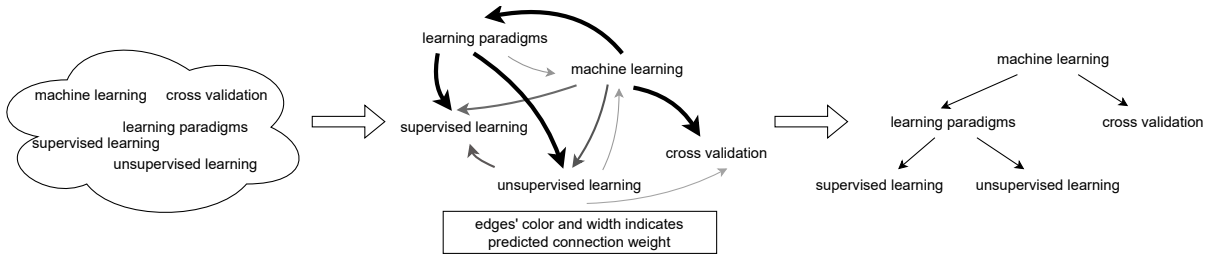 machine learning
cross validation
learning paradigms
supervised learning
unsupervised learning
learning paradigms
machine learning
supervised learning
cross validation
unsupervised learning
edges' color and width indicates
predicted connection weight
machine learning
learning paradigms
cross validation
supervised learning
unsupervised learning